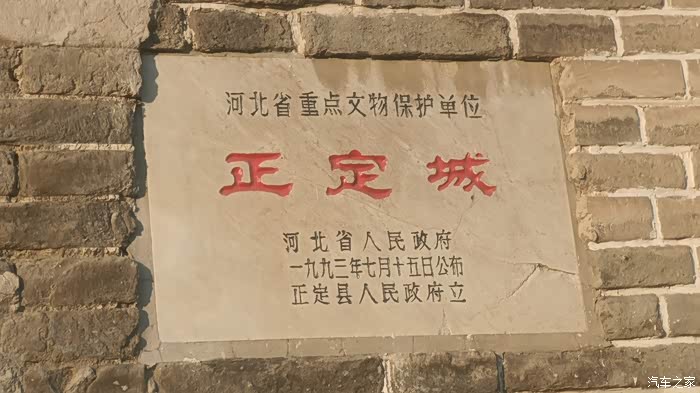 河北省重点文物保护单位
正定城
河北省人民政府
一九九三年七月十五日公布
正定县人民政府立
汽车之家